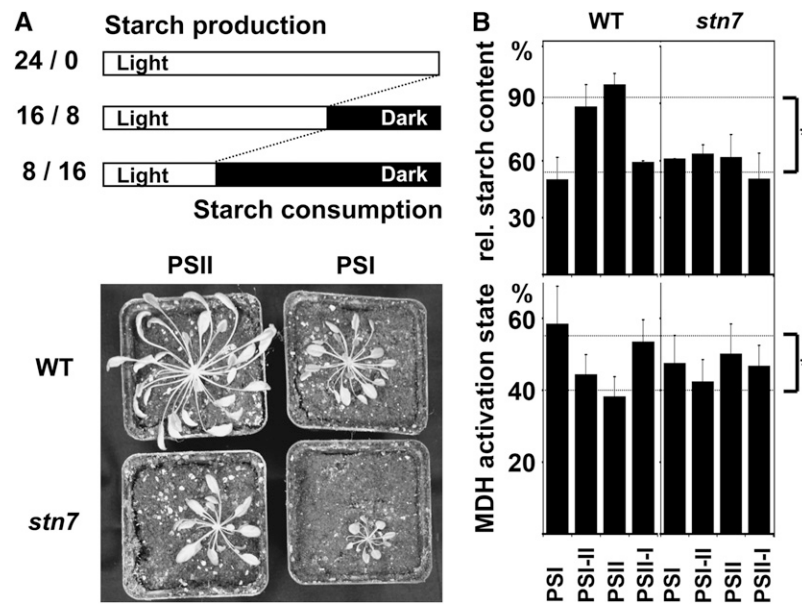 A
Starch production
24 / 0 Light
16 / 8 Light Dark
8 / 16 Light Dark
Starch consumption
PSII PSI
WT
stn7
B
WT stn7
%
90
60
30
rel. starch content
%
60
40
20
MDH activation state
PSI PSI-II PSII PSII-I PSI PSI-II PSII PSII-I